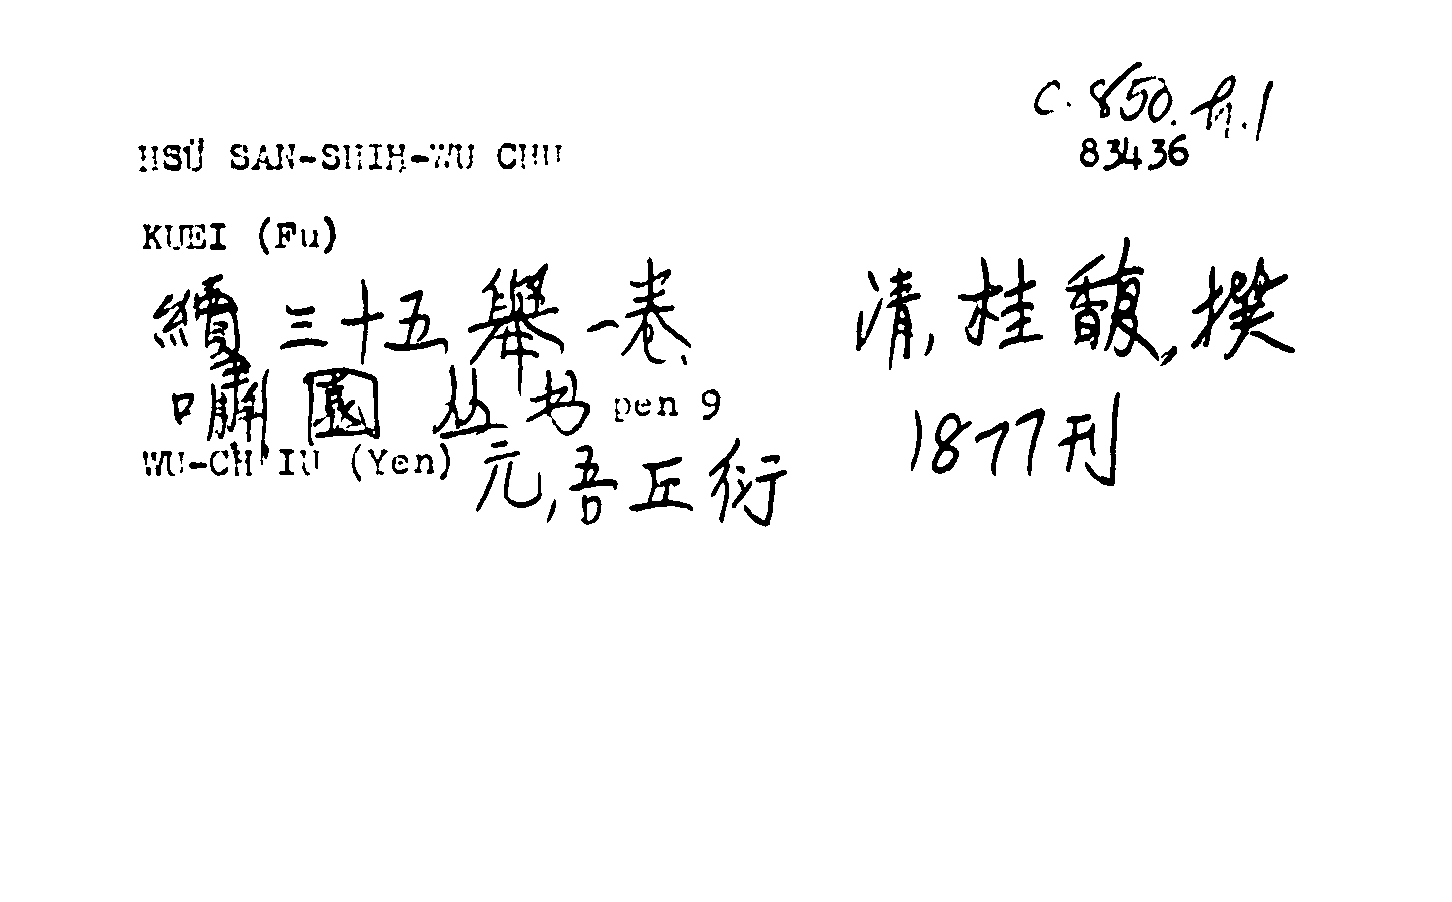 C. 850. h. 1
83436
HSÜ SAN-SHIH-WU CHU
KUEI (Fu)
續三十五舉一卷 清,桂馥,撰
嘯園丛书 pen 9 1877刊
WU-CH'IU (Yen) 元,吾丘衍